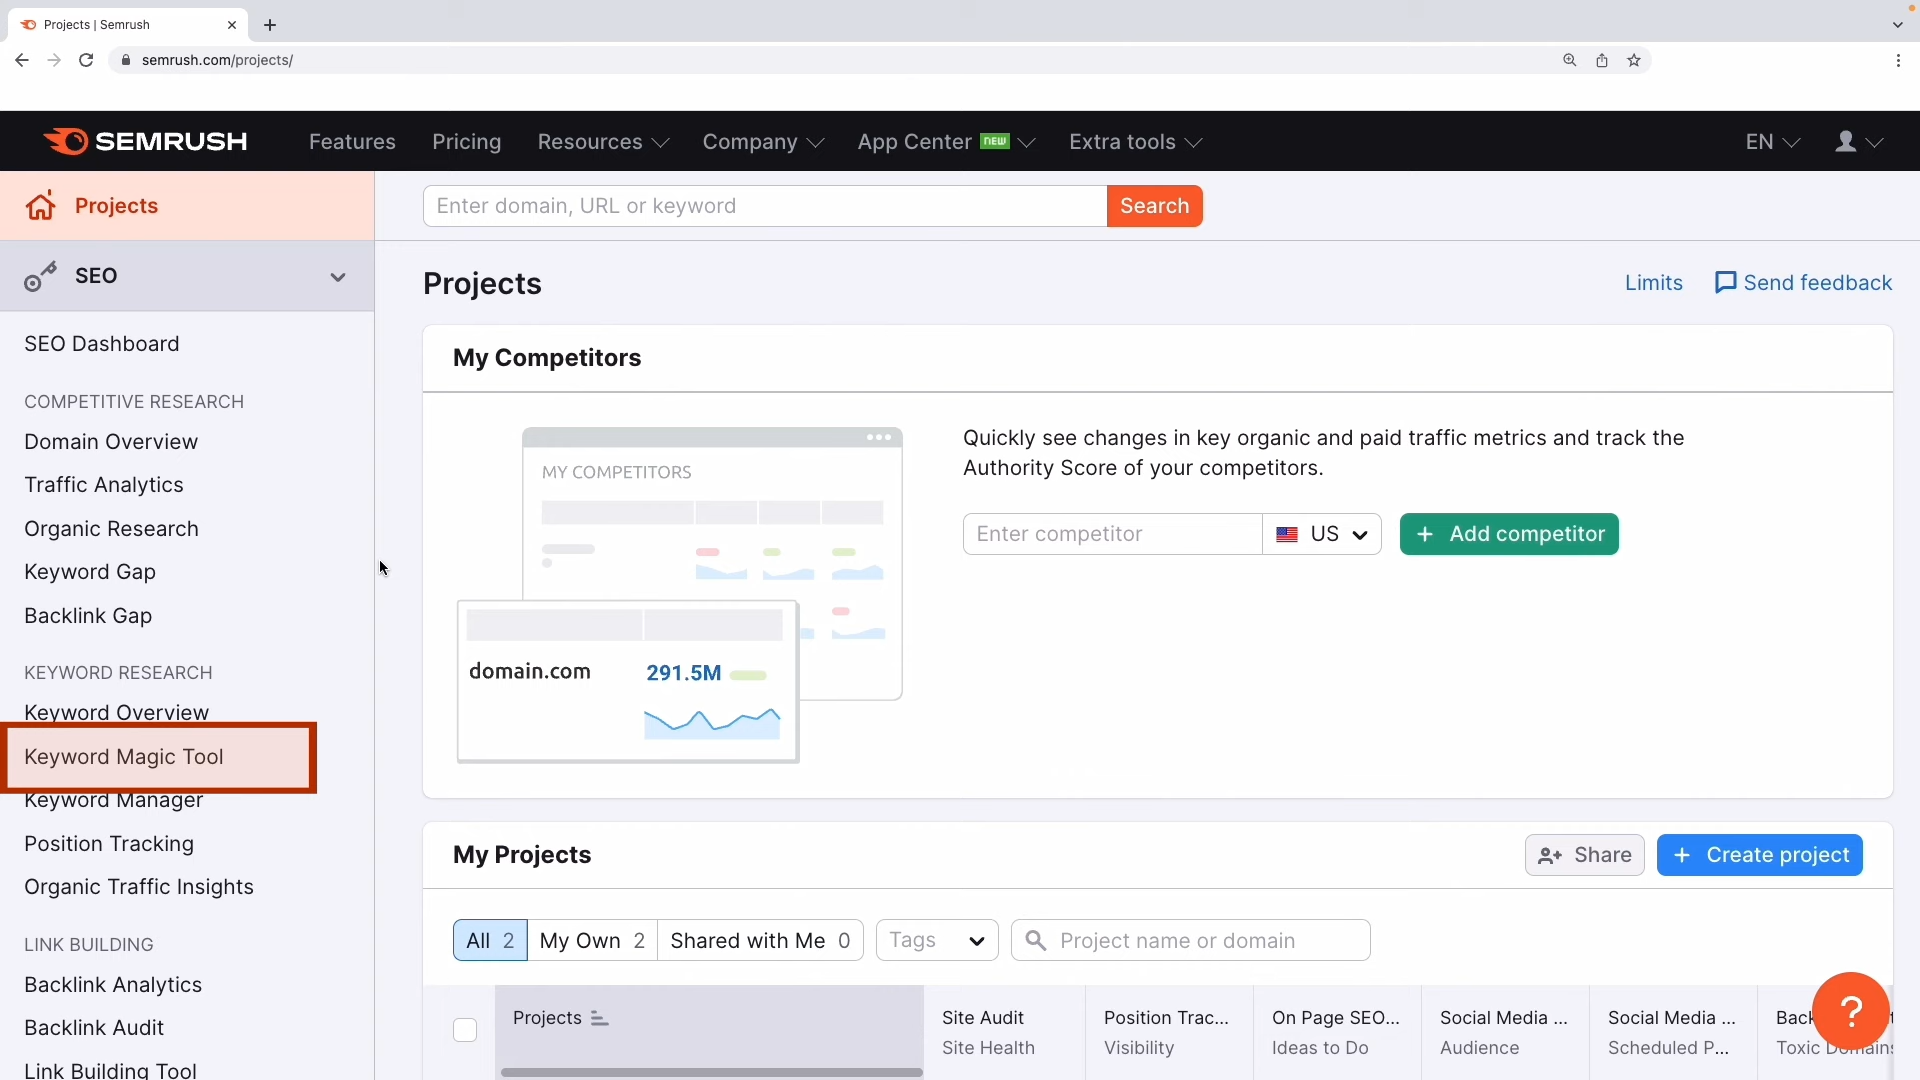 Projects | Semrush
semrush.com/projects/
SEMRUSH
Features
Pricing
Resources
Company
App Center NEW
Extra tools
EN
Projects
Enter domain, URL or keyword
Search
SEO
SEO Dashboard
COMPETITIVE RESEARCH
Domain Overview
Traffic Analytics
Organic Research
Keyword Gap
Backlink Gap
KEYWORD RESEARCH
Keyword Overview
Keyword Magic Tool
Keyword Manager
Position Tracking
Organic Traffic Insights
LINK BUILDING
Backlink Analytics
Backlink Audit
Link Building Tool
Projects
Limits
Send feedback
My Competitors
MY COMPETITORS
domain.com
291.5M
Quickly see changes in key organic and paid traffic metrics and track the
Authority Score of your competitors.
Enter competitor
US
+ Add competitor
My Projects
Share
+ Create project
All 2
My Own 2
Shared with Me 0
Tags
Project name or domain
Projects
Site Audit
Site Health
Position Trac...
Visibility
On Page SEO...
Ideas to Do
Social Media ...
Audience
Social Media ...
Scheduled P...
?